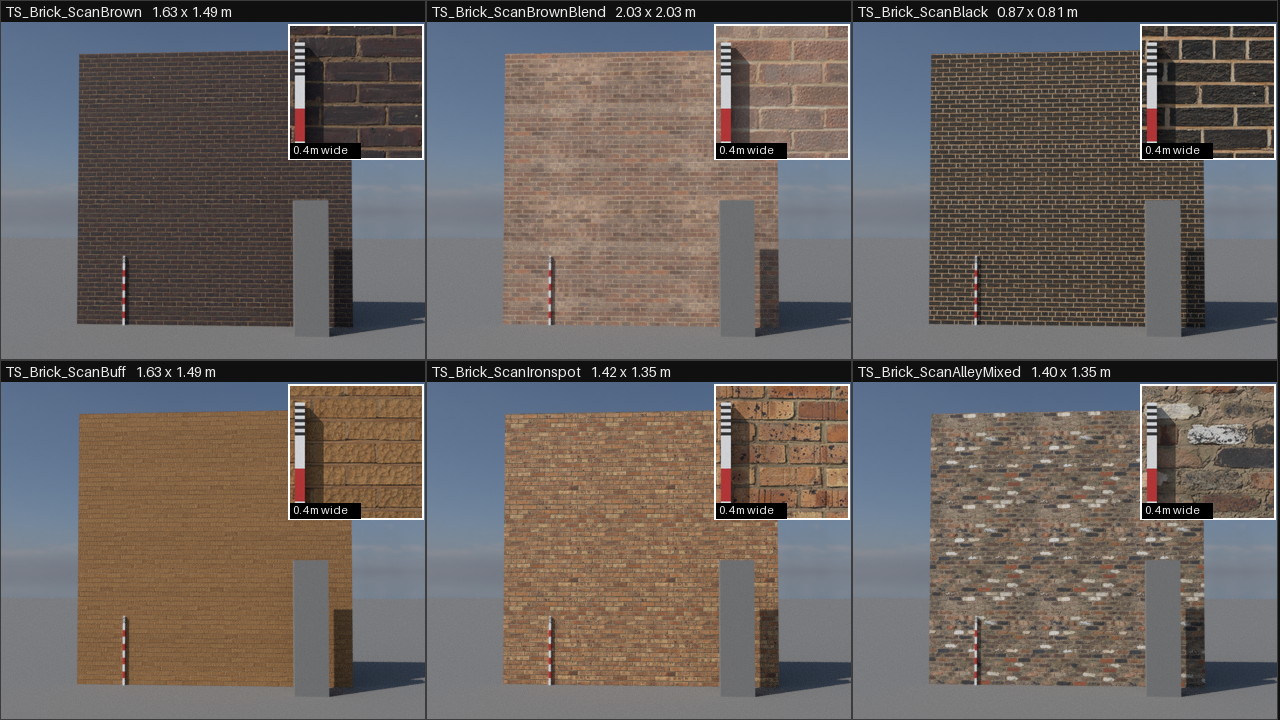 TS_Brick_ScanBrown 1.63 x 1.49 m
0.4m wide
TS_Brick_ScanBrownBlend 2.03 x 2.03 m
0.4m wide
TS_Brick_ScanBlack 0.87 x 0.81 m
0.4m wide
TS_Brick_ScanBuff 1.63 x 1.49 m
0.4m wide
TS_Brick_ScanIronspot 1.42 x 1.35 m
0.4m wide
TS_Brick_ScanAlleyMixed 1.40 x 1.35 m
0.4m wide